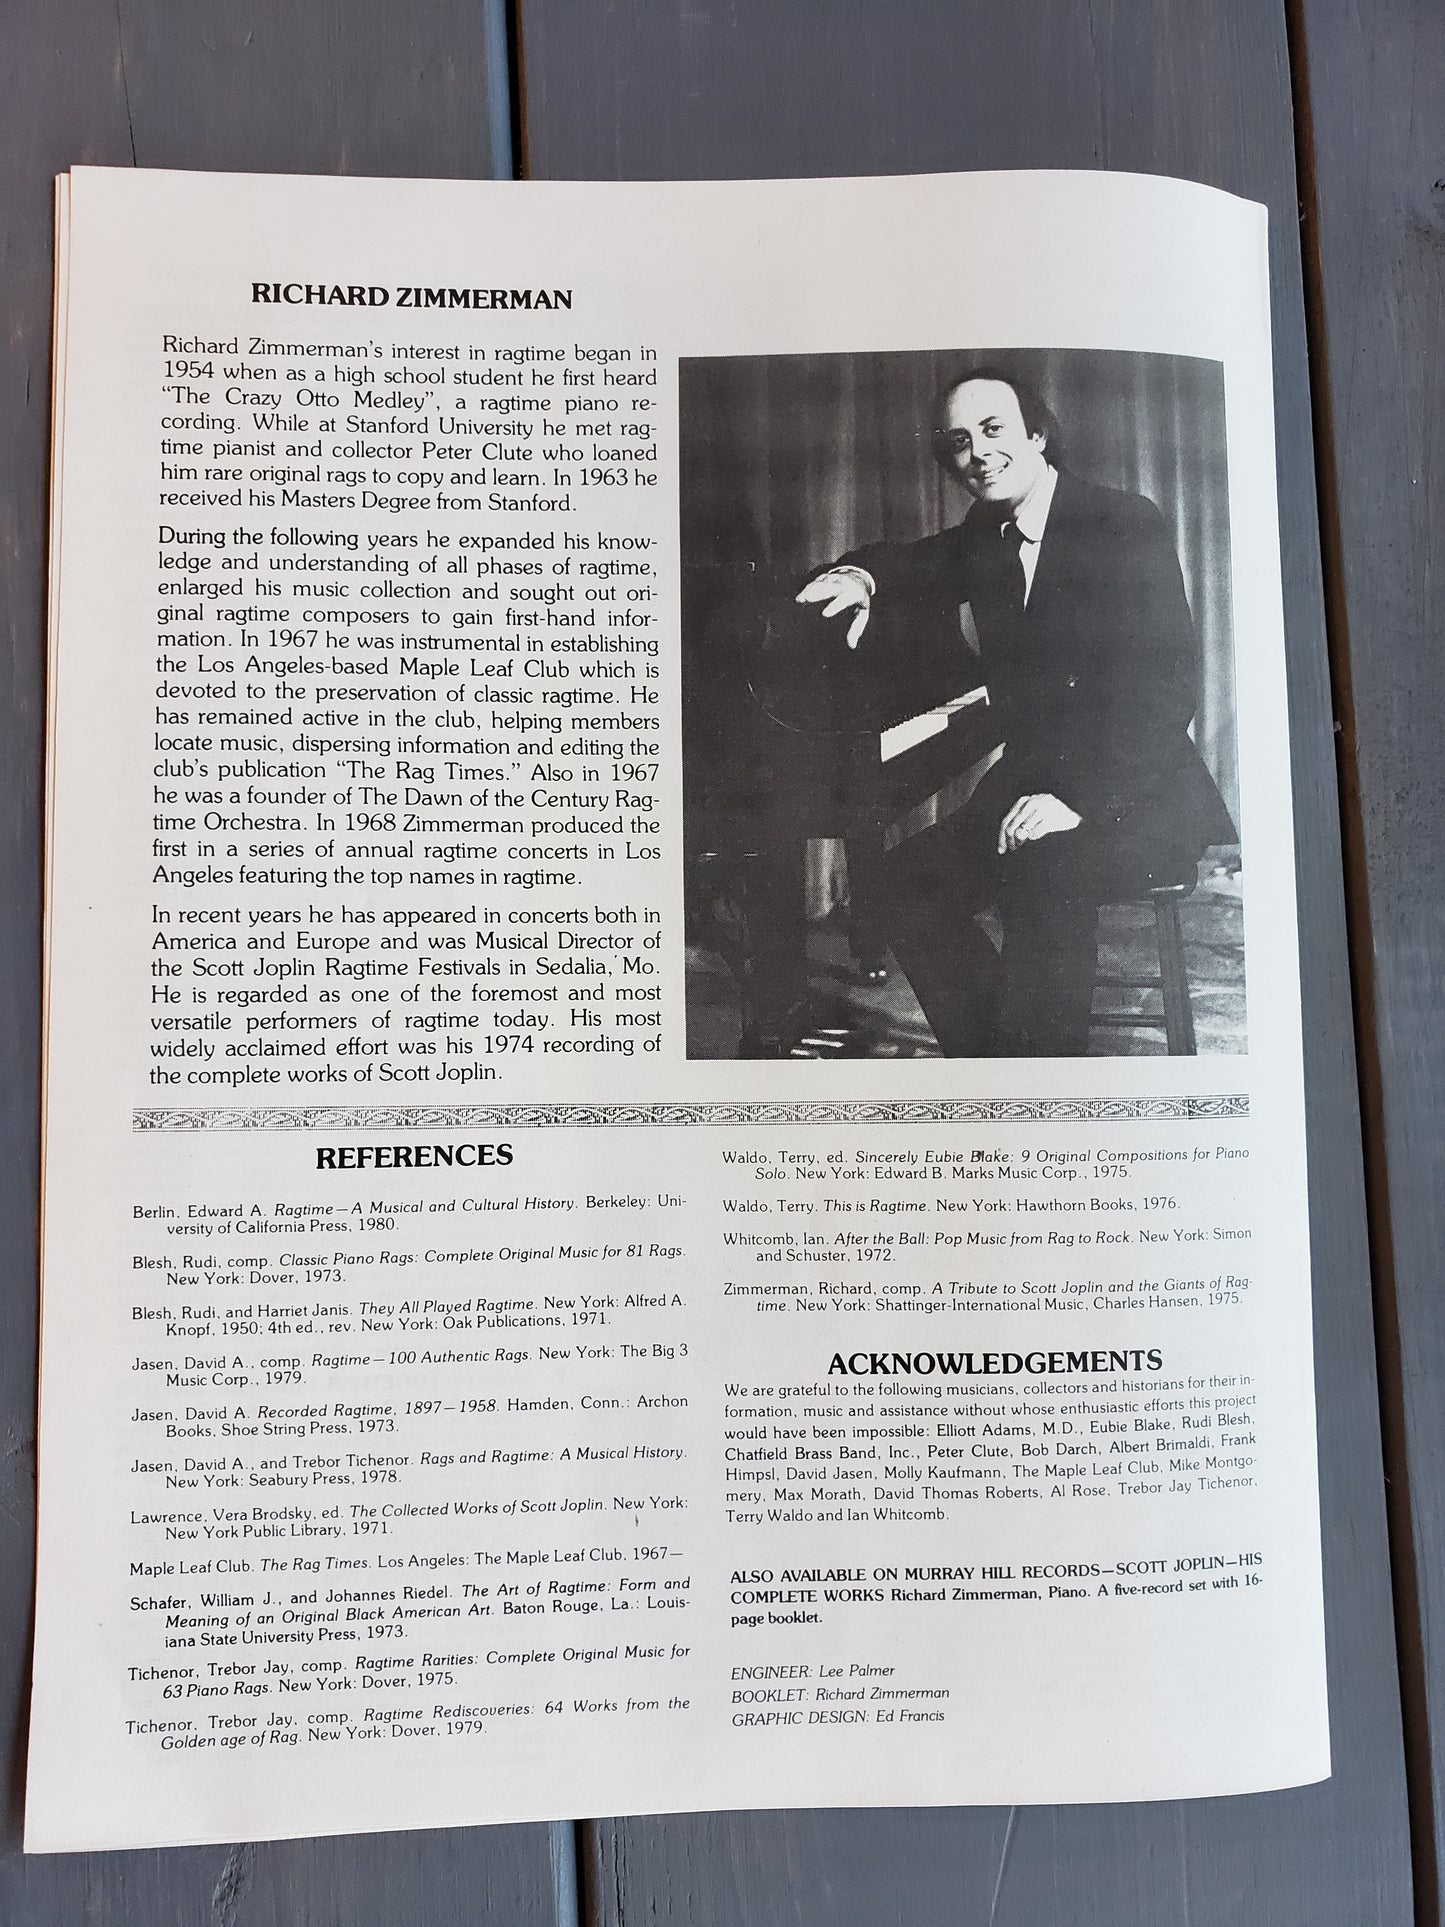 RICHARD ZIMMERMAN
Richard Zimmerman's interest in ragtime began in
1954 when as a high school student he first heard
“The Crazy Otto Medley”, a ragtime piano re-
cording. While at Stanford University he met rag-
time pianist and collector Peter Clute who loaned
him rare original rags to copy and learn. In 1963 he
received his Masters Degree from Stanford.
During the following years he expanded his know-
ledge and understanding of all phases of ragtime,
enlarged his music collection and sought out ori-
ginal ragtime composers to gain first-hand infor-
mation. In 1967 he was instrumental in establishing
the Los Angeles-based Maple Leaf Club which is
devoted to the preservation of classic ragtime. He
has remained active in the club, helping members
locate music, dispersing information and editing the
club's publication “The Rag Times.” Also in 1967
he was a founder of The Dawn of the Century Rag-
time Orchestra. In 1968 Zimmerman produced the
first in a series of annual ragtime concerts in Los
Angeles featuring the top names in ragtime.
In recent years he has appeared in concerts both in
America and Europe and was Musical Director of
the Scott Joplin Ragtime Festivals in Sedalia, Mo.
He is regarded as one of the foremost and most
versatile performers of ragtime today. His most
widely acclaimed effort was his 1974 recording of
the complete works of Scott Joplin.
REFERENCES
Berlin, Edward A. Ragtime—A Musical and Cultural History. Berkeley: Uni-
versity of California Press, 1980.
Blesh, Rudi, comp. Classic Piano Rags: Complete Original Music for 81 Rags.
New York: Dover, 1973.
Blesh, Rudi, and Harriet Janis. They All Played Ragtime. New York: Alfred A.
Knopf, 1950; 4th ed., rev. New York: Oak Publications, 1971.
Jasen, David A., comp. Ragtime—100 Authentic Rags. New York: The Big 3
Music Corp., 1979.
Jasen, David A. Recorded Ragtime, 1897—1958. Hamden, Conn.: Archon
Books, Shoe String Press, 1973.
Jasen, David A., and Trebor Tichenor. Rags and Ragtime: A Musical History.
New York: Seabury Press, 1978.
Lawrence, Vera Brodsky, ed. The Collected Works of Scott Joplin. New York:
New York Public Library, 1971.
Maple Leaf Club. The Rag Times. Los Angeles: The Maple Leaf Club, 1967—
Schafer, William J., and Johannes Riedel. The Art of Ragtime: Form and
Meaning of an Original Black American Art. Baton Rouge, La.: Louis-
iana State University Press, 1973.
Tichenor, Trebor Jay, comp. Ragtime Rarities: Complete Original Music for
63 Piano Rags. New York: Dover, 1975.
Tichenor, Trebor Jay, comp. Ragtime Rediscoveries: 64 Works from the
Golden age of Rag. New York: Dover, 1979.
Waldo, Terry, ed. Sincerely Eubie Blake: 9 Original Compositions for Piano
Solo. New York: Edward B. Marks Music Corp., 1975.
Waldo, Terry. This is Ragtime. New York: Hawthorn Books, 1976.
Whitcomb, Ian. After the Ball: Pop Music from Rag to Rock. New York: Simon
and Schuster, 1972.
Zimmerman, Richard, comp. A Tribute to Scott Joplin and the Giants of Rag-
time. New York: Shattinger-International Music, Charles Hansen, 1975.
ACKNOWLEDGEMENTS
We are grateful to the following musicians, collectors and historians for their in-
formation, music and assistance without whose enthusiastic efforts this project
would have been impossible: Elliott Adams, M.D., Eubie Blake, Rudi Blesh,
Chatfield Brass Band, Inc., Peter Clute, Bob Darch, Albert Brimaldi, Frank
Himpsl, David Jasen, Molly Kaufmann, The Maple Leaf Club, Mike Montgo-
mery, Max Morath, David Thomas Roberts, Al Rose, Trebor Jay Tichenor,
Terry Waldo and Ian Whitcomb.
ALSO AVAILABLE ON MURRAY HILL RECORDS—SCOTT JOPLIN—HIS
COMPLETE WORKS Richard Zimmerman, Piano. A five-record set with 16-
page booklet.
ENGINEER: Lee Palmer
BOOKLET: Richard Zimmerman
GRAPHIC DESIGN: Ed Francis